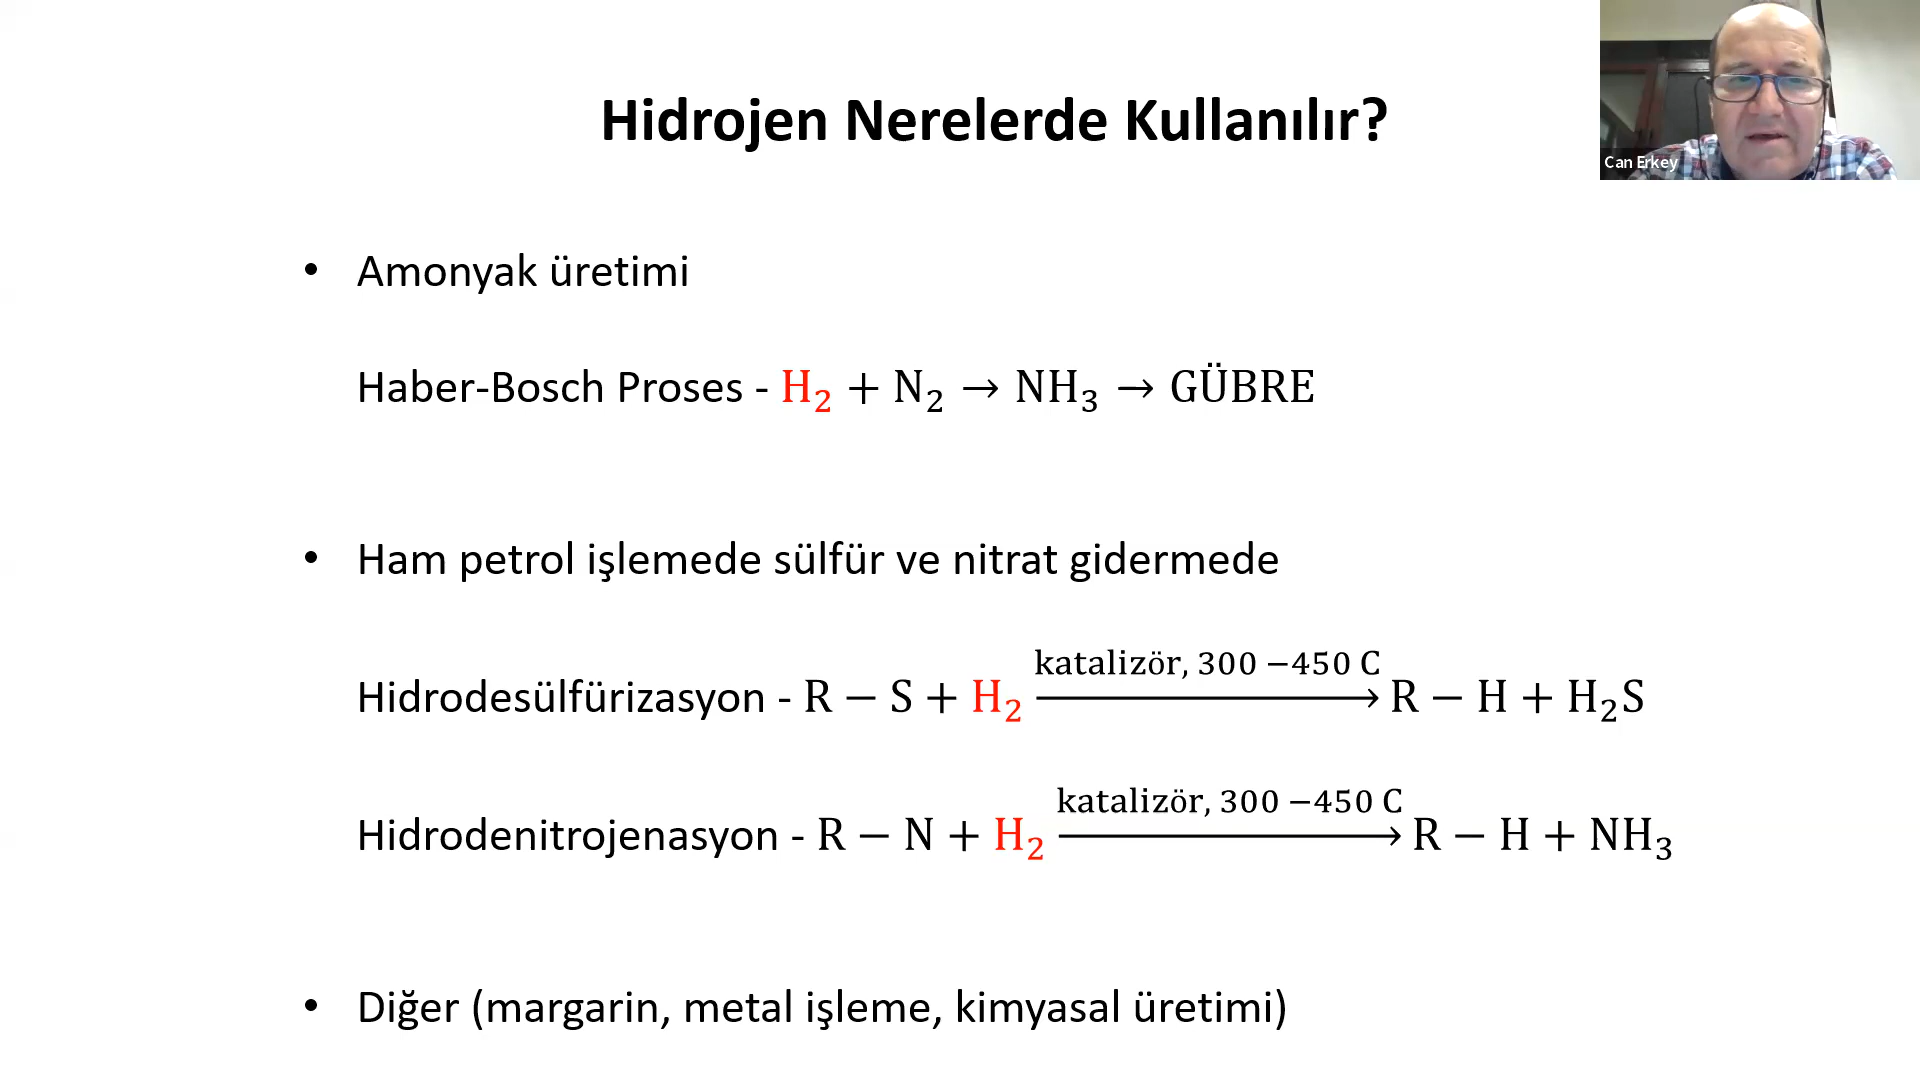 Hidrojen Nerelerde Kullanılır?
Can Erkey
• Amonyak üretimi
Haber-Bosch Proses - H₂ + N₂ → NH₃ → GÜBRE
• Ham petrol işlemede sülfür ve nitrat gidermede
katalizör, 300 −450 C
Hidrodesülfürizasyon - R − S + H₂ ⟶ R − H + H₂S
katalizör, 300 −450 C
Hidrodenitrojenasyon - R − N + H₂ ⟶ R − H + NH₃
• Diğer (margarin, metal işleme, kimyasal üretimi)